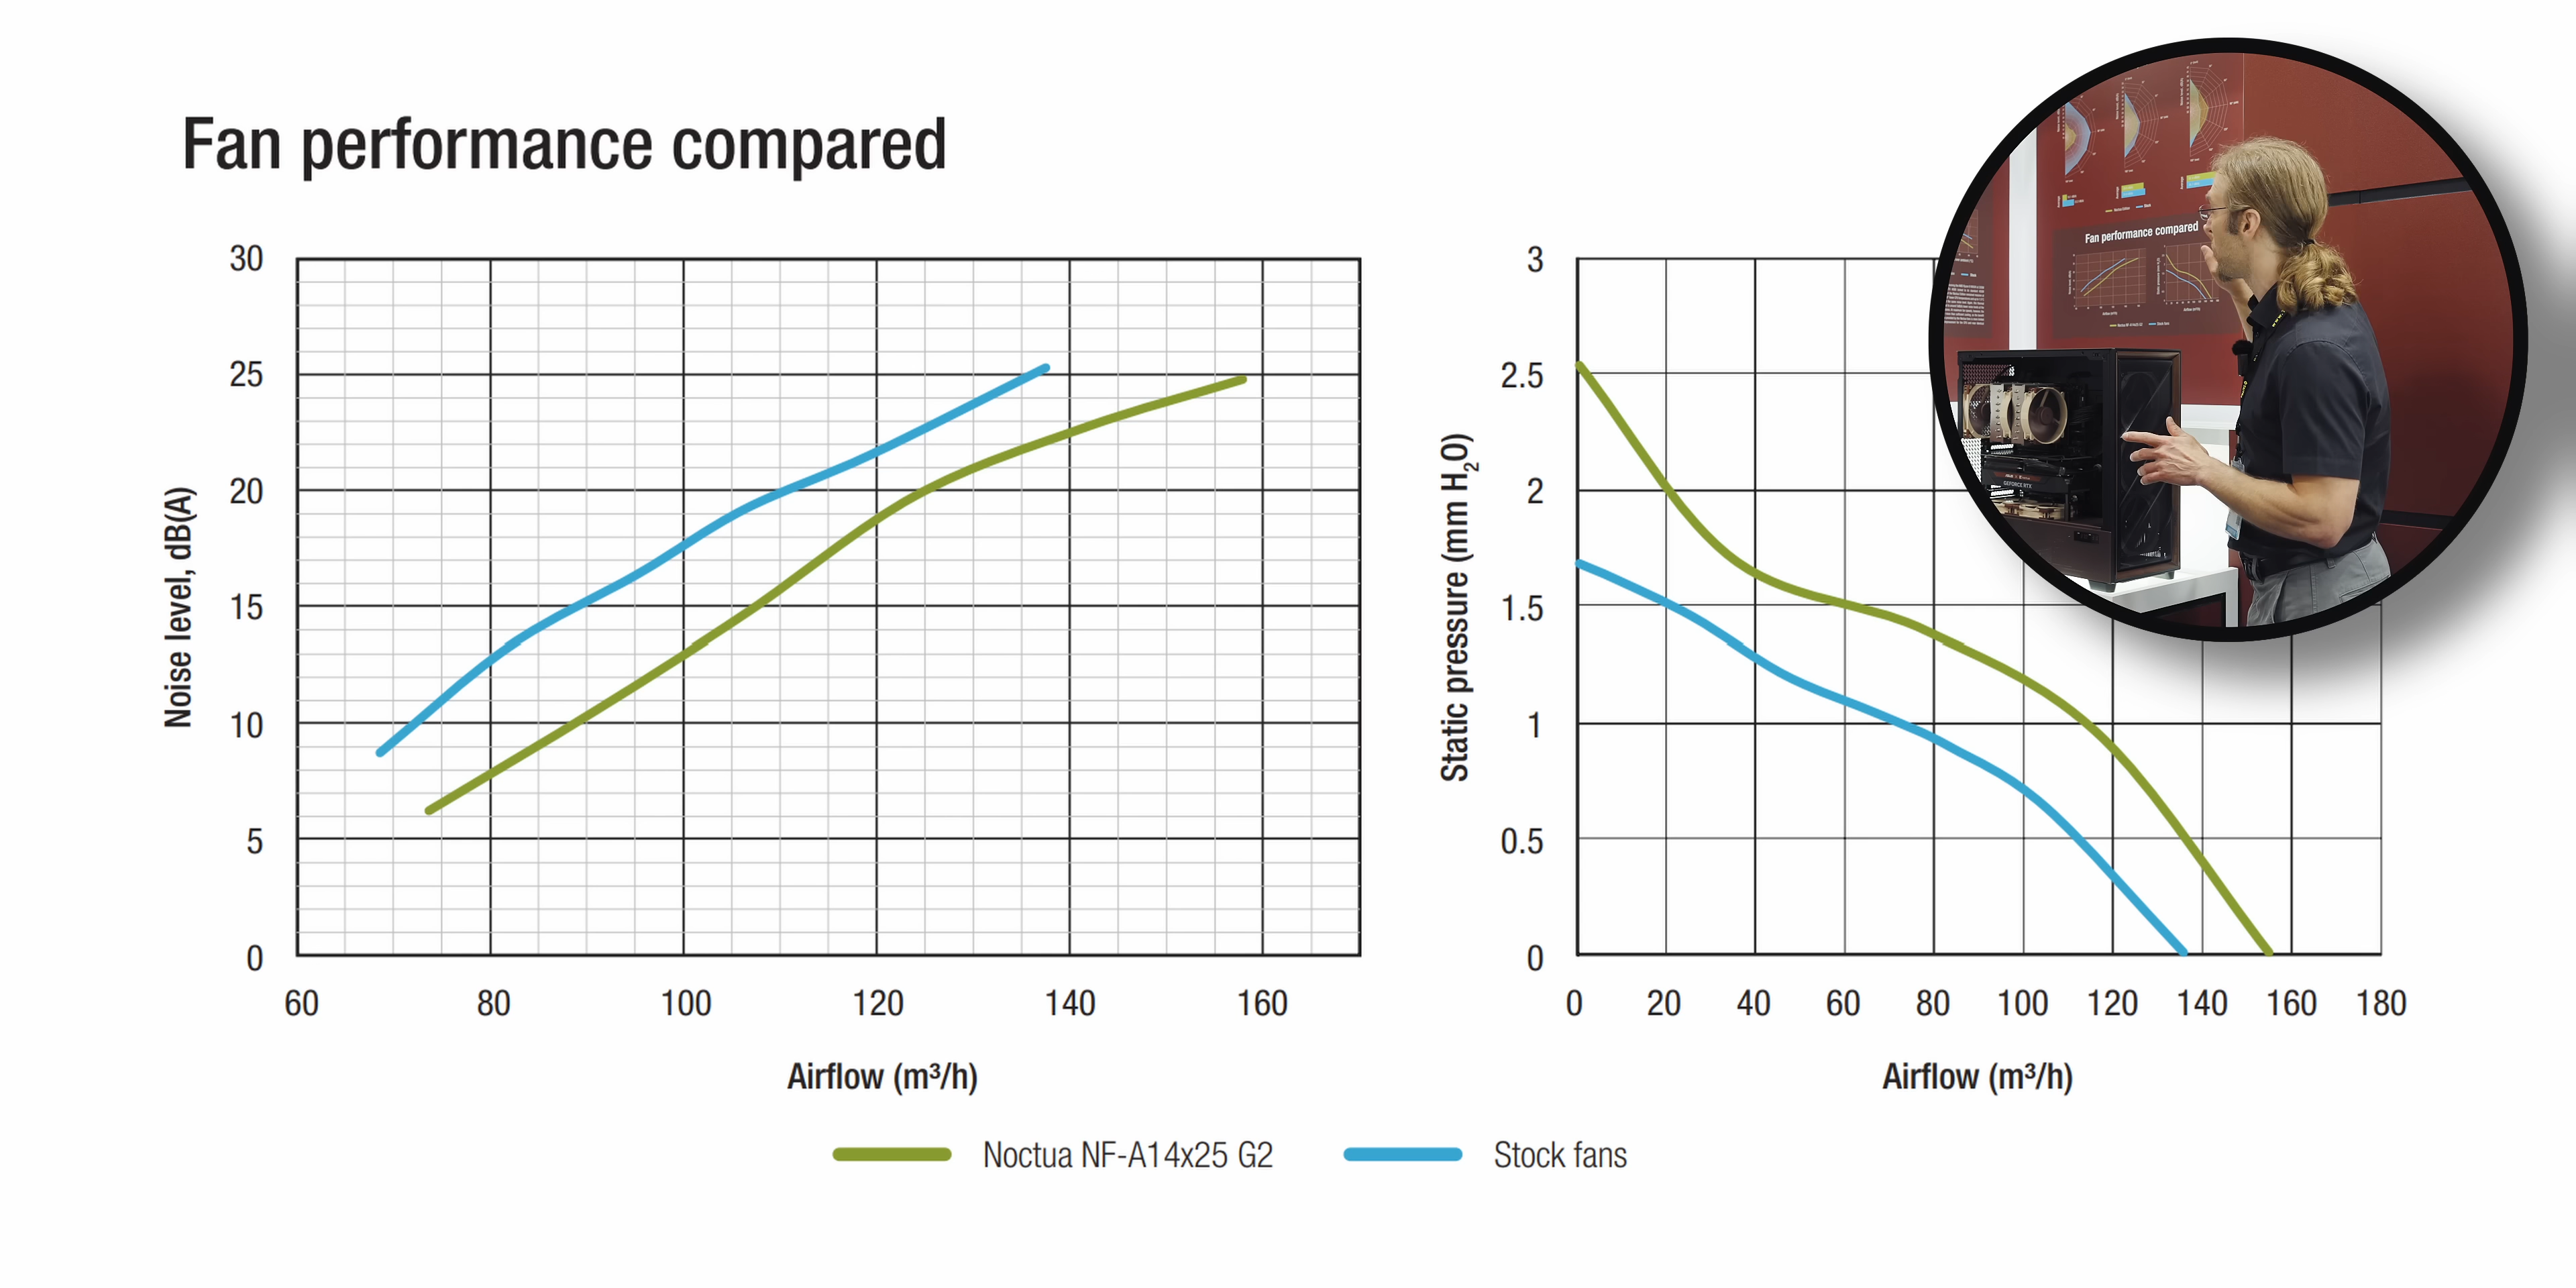 Fan performance compared
30
25
20
15
10
5
0
Noise level, dB(A)
60 80 100 120 140 160
Airflow (m³/h)
3
2.5
2
1.5
1
0.5
0
Static pressure (mm H₂O)
0 20 40 60 80 100 120 140 160 180
Airflow (m³/h)
Noctua NF-A14x25 G2
Stock fans
Fan performance compared
GEFORCE RTX